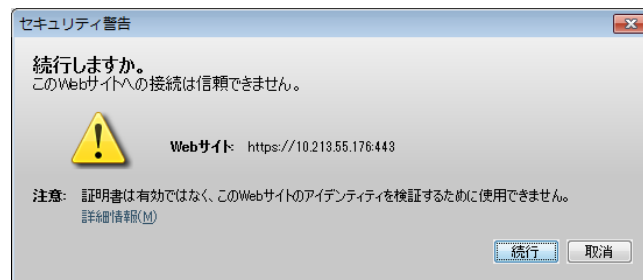 セキュリティ警告
続行しますか。
このWebサイトへの接続は信頼できません。
Webサイト: https://10.213.55.176:443
注意: 証明書は有効ではなく、このWebサイトのアイデンティティを検証するために使用できません。
詳細情報(M)
続行 取消